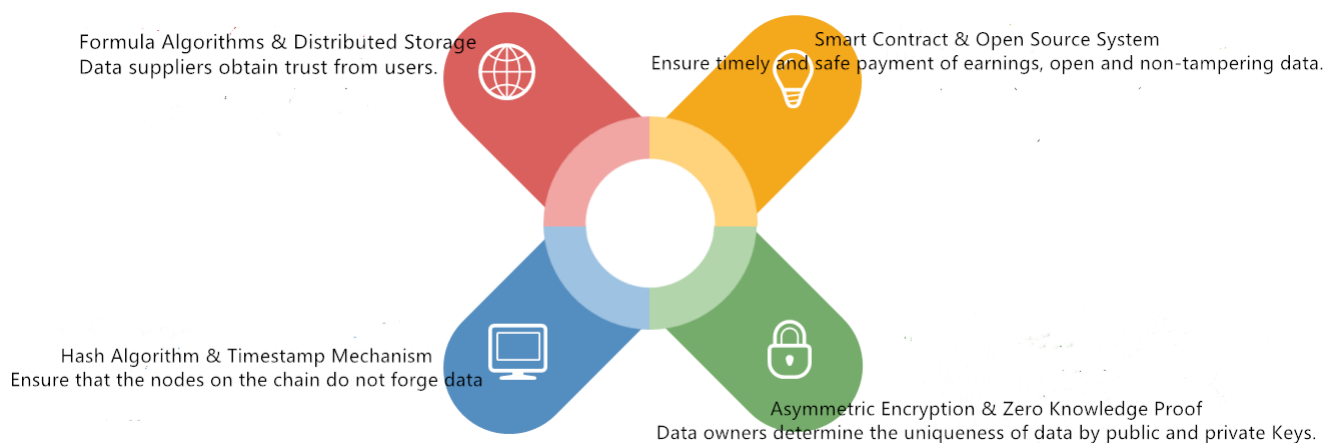 Formula Algorithms & Distributed Storage
Data suppliers obtain trust from users.
Smart Contract & Open Source System
Ensure timely and safe payment of earnings, open and non-tampering data.
Hash Algorithm & Timestamp Mechanism
Ensure that the nodes on the chain do not forge data
Asymmetric Encryption & Zero Knowledge Proof
Data owners determine the uniqueness of data by public and private Keys.